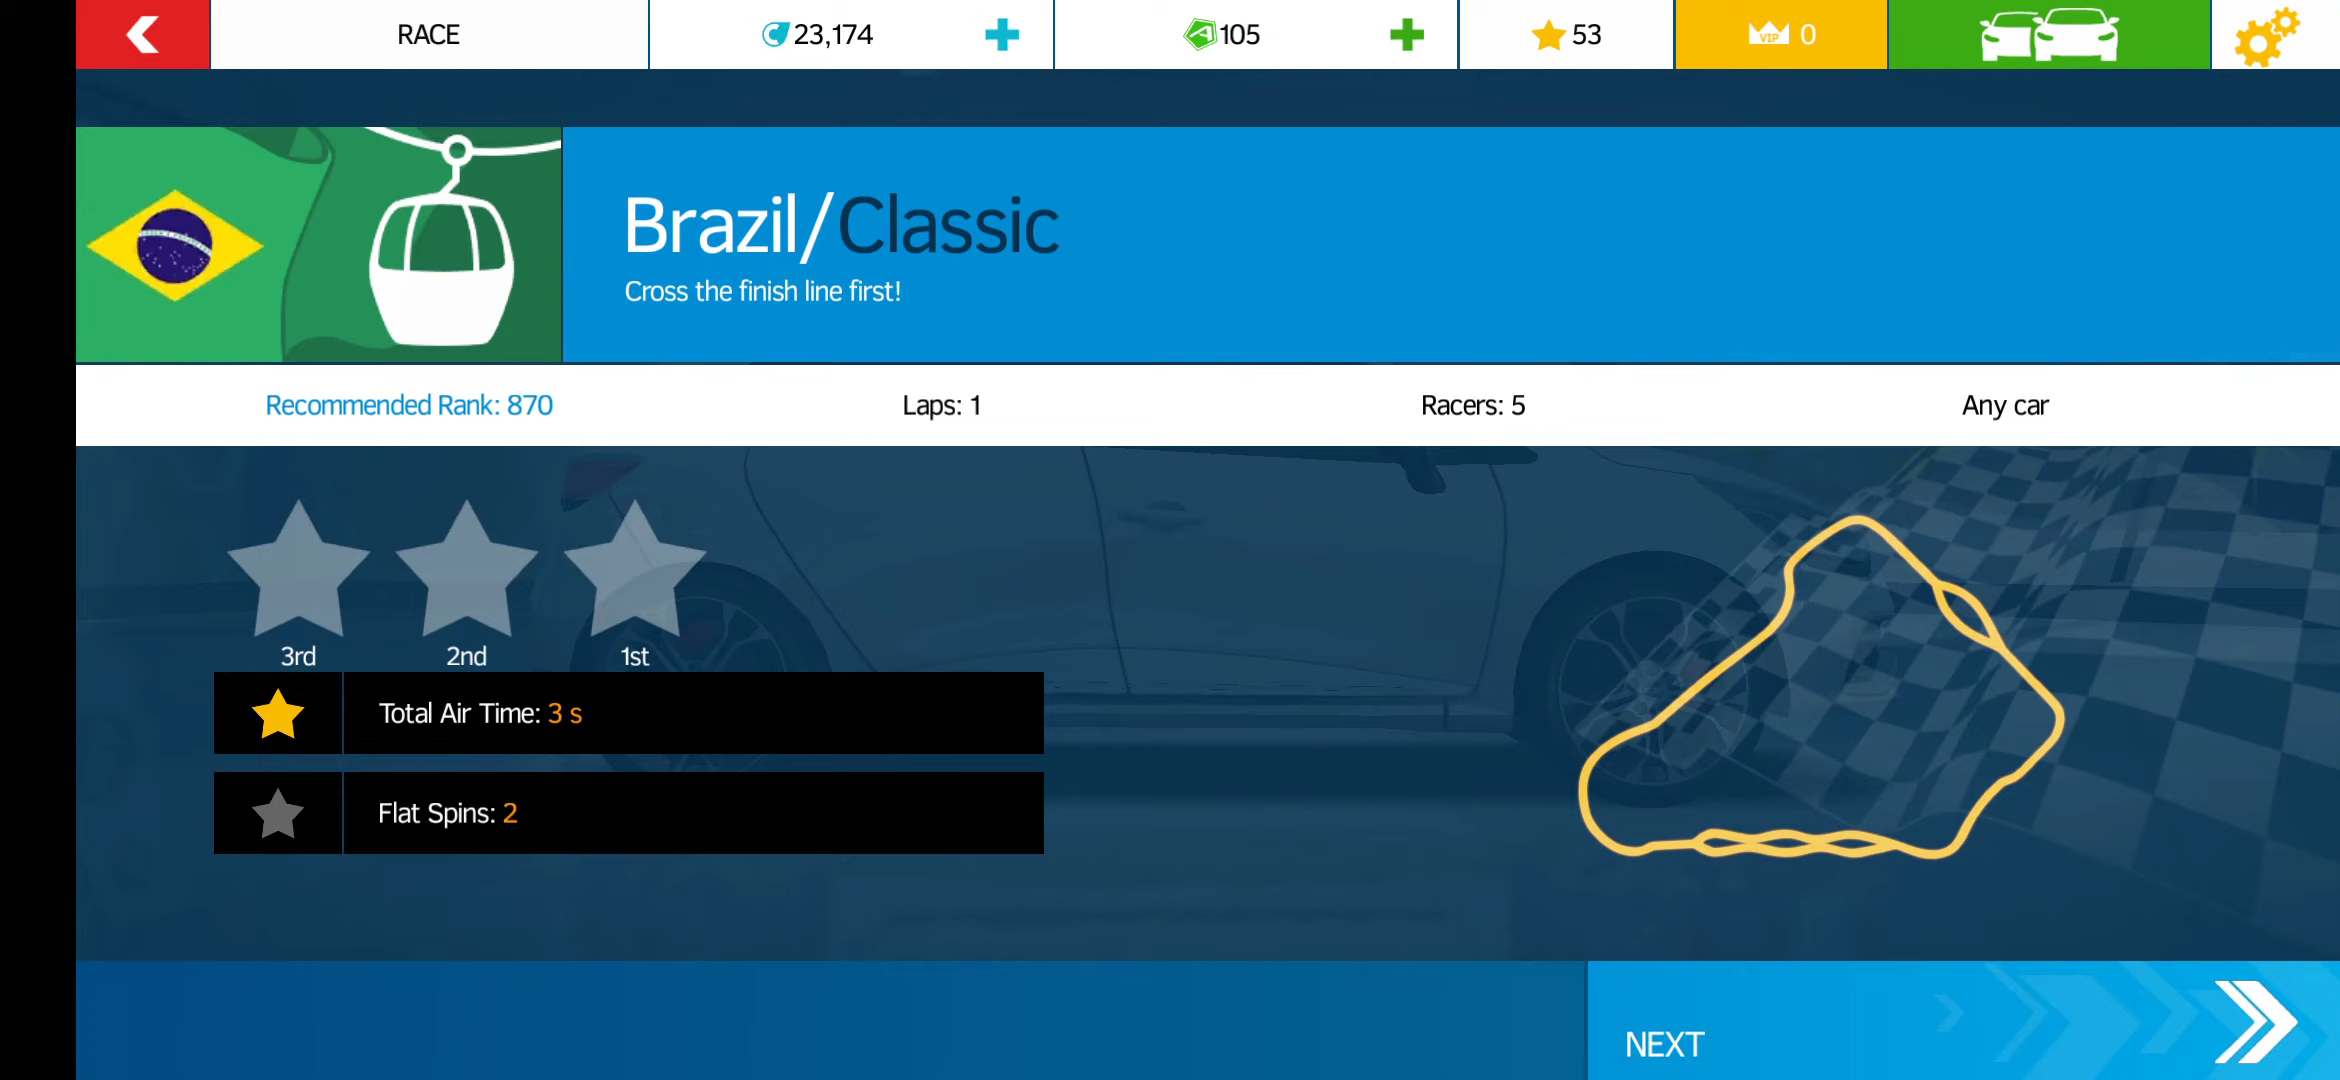 RACE
23,174
105
53
VIP 0
Brazil/Classic
Cross the finish line first!
Recommended Rank: 870
Laps: 1
Racers: 5
Any car
3rd
2nd
1st
Total Air Time: 3 s
Flat Spins: 2
NEXT